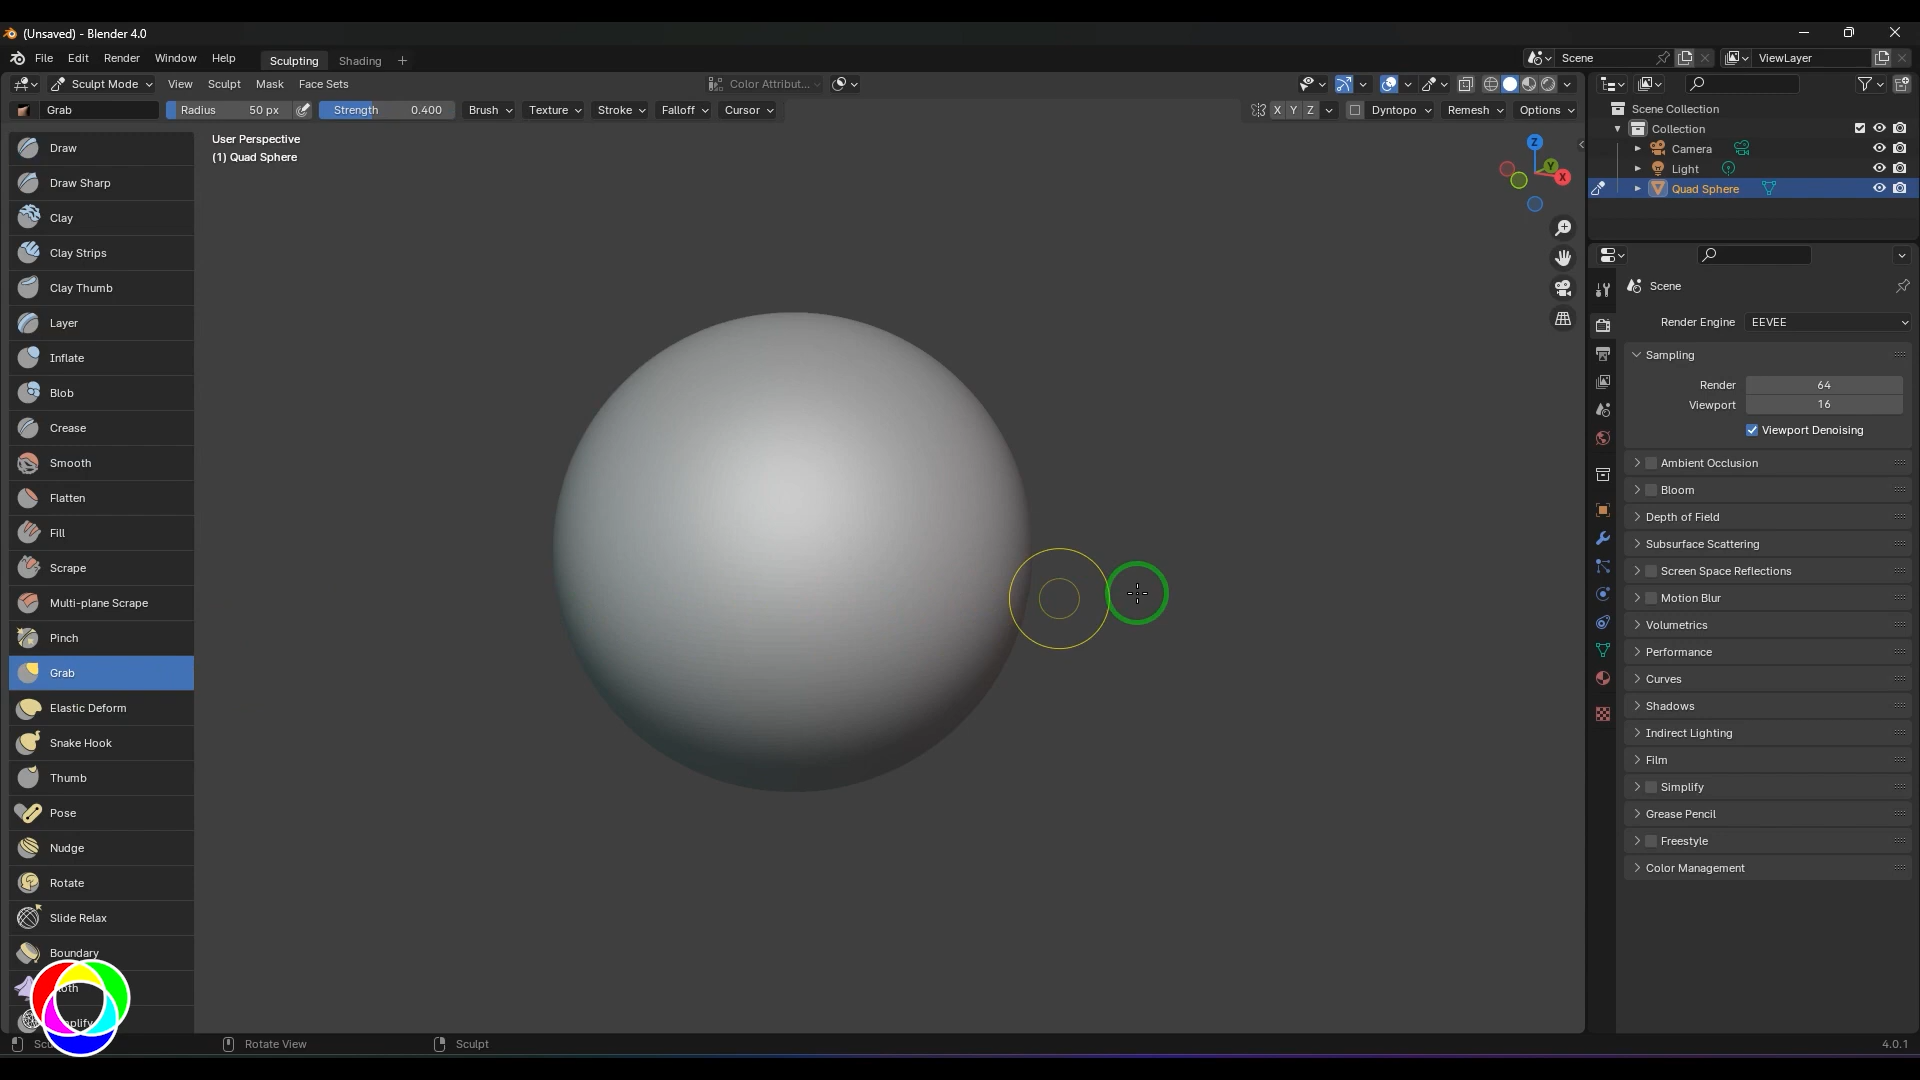 (Unsaved) - Blender 4.0
File Edit Render Window Help Sculpting Shading + Scene ViewLayer
Sculpt Mode View Sculpt Mask Face Sets Color Attribut...
Grab Radius 50 px Strength 0.400 Brush Texture Stroke Falloff Cursor X Y Z Dyntopo Remesh Options
User Perspective
(1) Quad Sphere
Z
Y
X
Draw
Draw Sharp
Clay
Clay Strips
Clay Thumb
Layer
Inflate
Blob
Crease
Smooth
Flatten
Fill
Scrape
Multi-plane Scrape
Pinch
Grab
Elastic Deform
Snake Hook
Thumb
Pose
Nudge
Rotate
Slide Relax
Boundary
Scene Collection
Collection
Camera
Light
Quad Sphere
Scene
Render Engine EEVEE
Sampling
Render 64
Viewport 16
Viewport Denoising
Ambient Occlusion
Bloom
Depth of Field
Subsurface Scattering
Screen Space Reflections
Motion Blur
Volumetrics
Performance
Curves
Shadows
Indirect Lighting
Film
Simplify
Grease Pencil
Freestyle
Color Management
Rotate View Sculpt 4.0.1